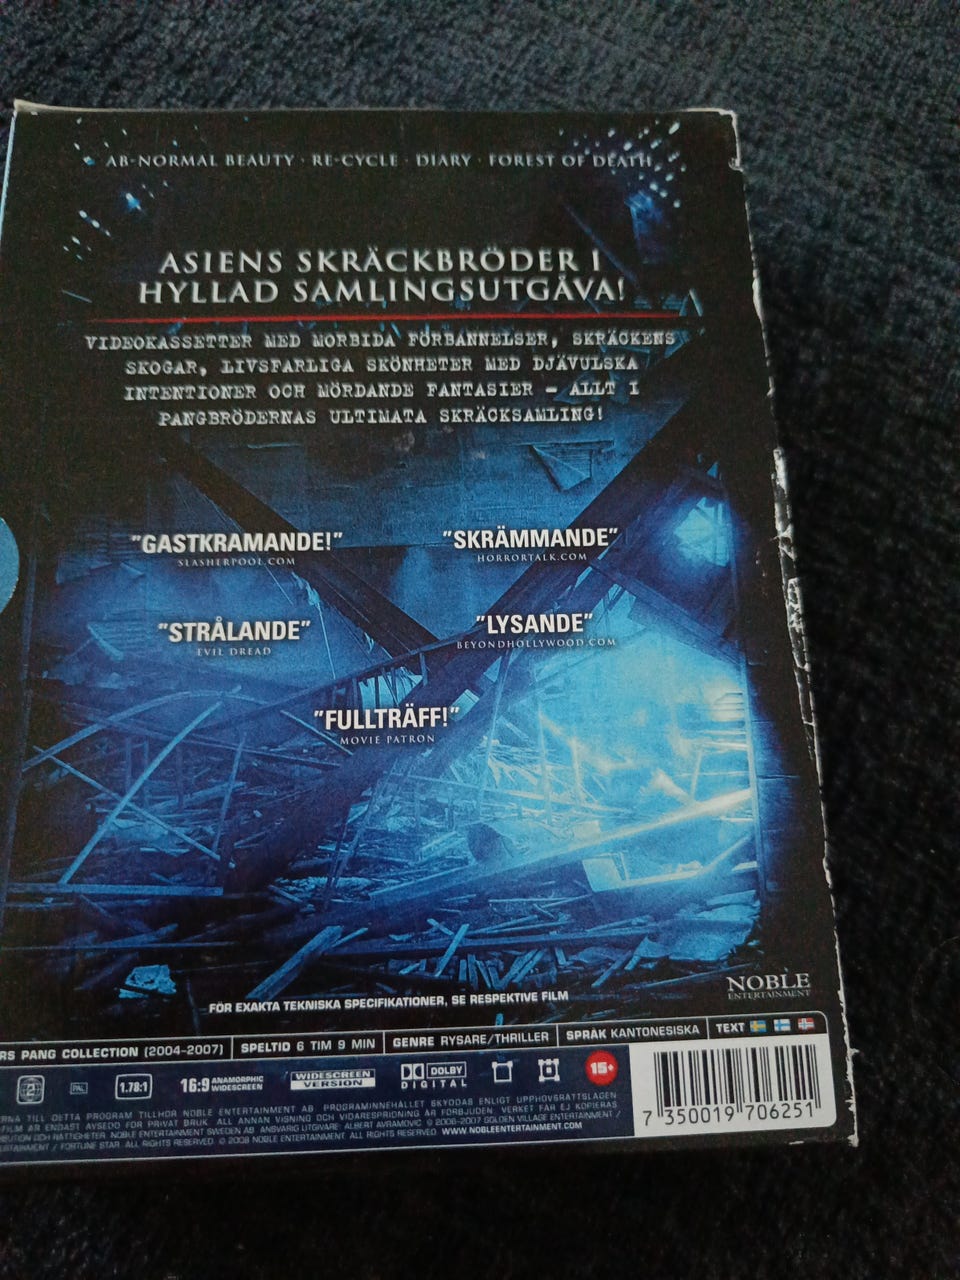 AB-NORMAL BEAUTY · RE-CYCLE · DIARY · FOREST OF DEATH
ASIENS SKRÄCKBRÖDER I
HYLLAD SAMLINGSUTGÅVA!
VIDEOKASSETTER MED MORBIDA FÖRBANNELSER, SKRÄCKENS
SKOGAR, LIVSFARLIGA SKÖNHETER MED DJÄVULSKA
INTENTIONER OCH MÖRDANDE FANTASIER – ALLT I
PANGBRÖDERNAS ULTIMATA SKRÄCKSAMLING!
"GASTKRAMANDE!"
SLASHERPOOL.COM
"SKRÄMMANDE"
HORRORTALK.COM
"STRÅLANDE"
EVIL DREAD
"LYSANDE"
BEYONDHOLLYWOOD.COM
"FULLTRÄFF!"
MOVIE PATRON
NOBLE
ENTERTAINMENT
FÖR EXAKTA TEKNISKA SPECIFIKATIONER, SE RESPEKTIVE FILM
RS PANG COLLECTION (2004-2007) SPELTID 6 TIM 9 MIN GENRE RYSARE/THRILLER SPRÅK KANTONESISKA TEXT
2 PAL 1.78:1 16:9 ANAMORPHIC WIDESCREEN WIDESCREEN VERSION DOLBY DIGITAL 15+
RNA TILL DETTA PROGRAM TILLHÖR NOBLE ENTERTAINMENT AB. PROGRAMINNEHÅLLET SKYDDAS ENLIGT UPPHOVSRÄTTSLAGEN
FILM ÄR ENDAST AVSEDD FÖR PRIVAT BRUK. ALL ANNAN VISNING OCH VIDARESPRIDNING ÄR FÖRBJUDEN. VERKET FÅR EJ KOPIERAS
NOBLE ENTERTAINMENT SWEDEN AB. ANSVARIG UTGIVARE: ALBERT AVRAMOVIC © 2006-2007 GOLDEN VILLAGE ENTERTAINMENT /
ERTAINMENT / FORTUNE STAR. ALL RIGHTS RESERVED. © 2008 NOBLE ENTERTAINMENT. ALL RIGHTS RESERVED. WWW.NOBLEENTERTAINMENT.COM
7 350019 706251